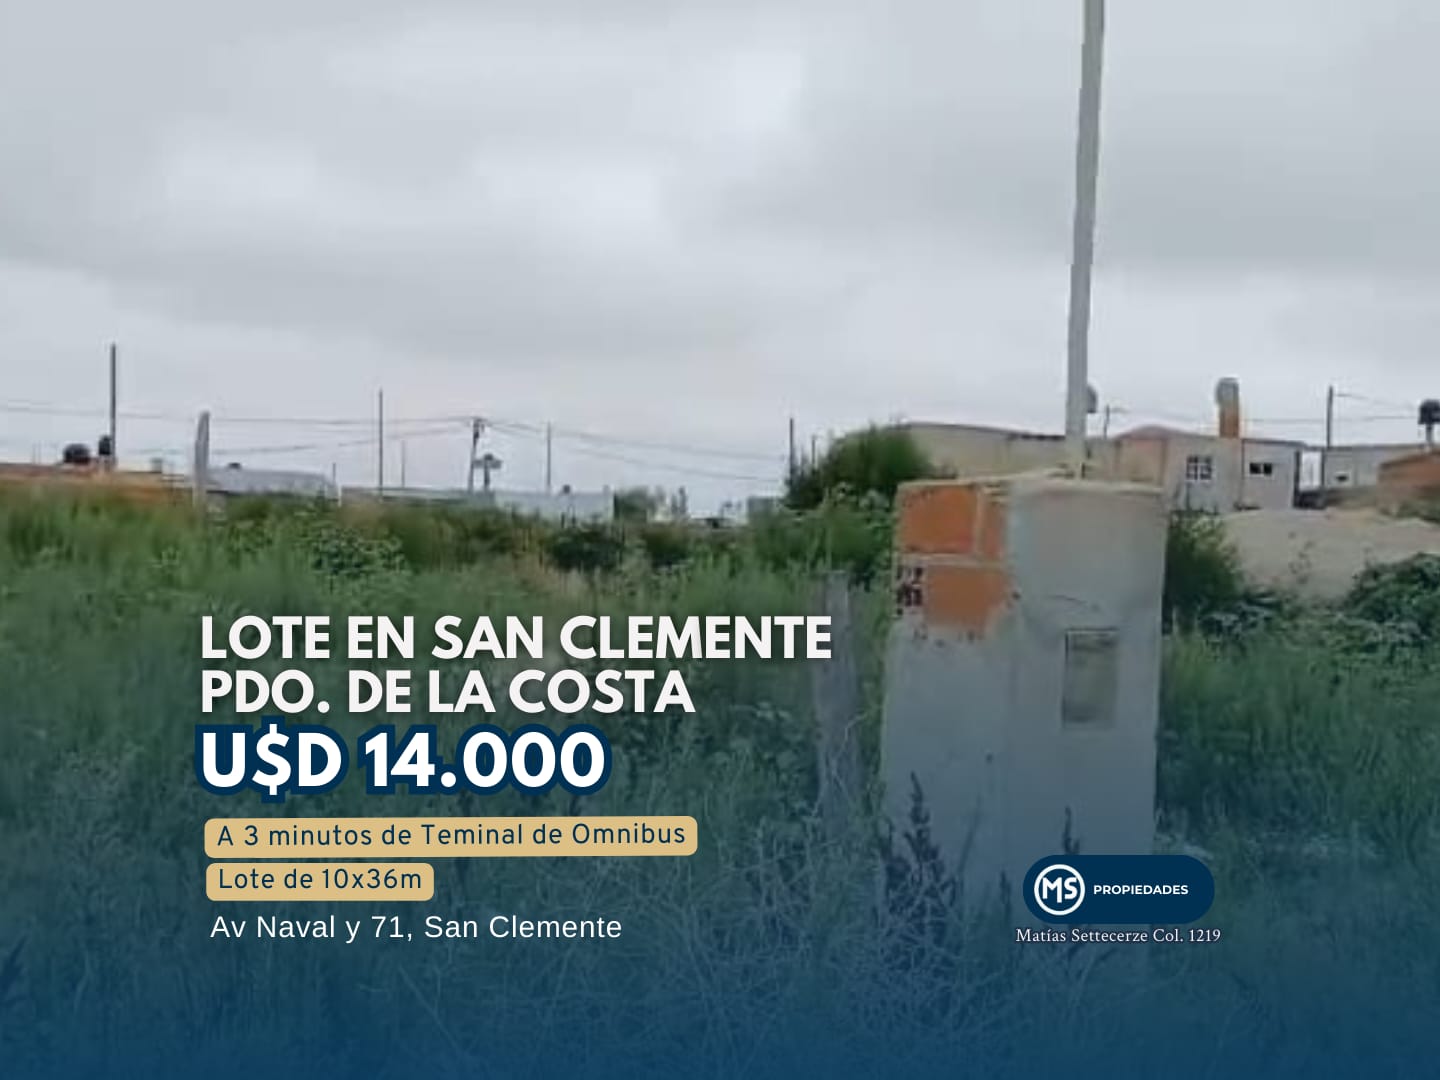 LOTE EN SAN CLEMENTE
PDO. DE LA COSTA
U$D 14.000
A 3 minutos de Teminal de Omnibus
Lote de 10x36m
Av Naval y 71, San Clemente
MS PROPIEDADES
Matías Settecerze Col. 1219